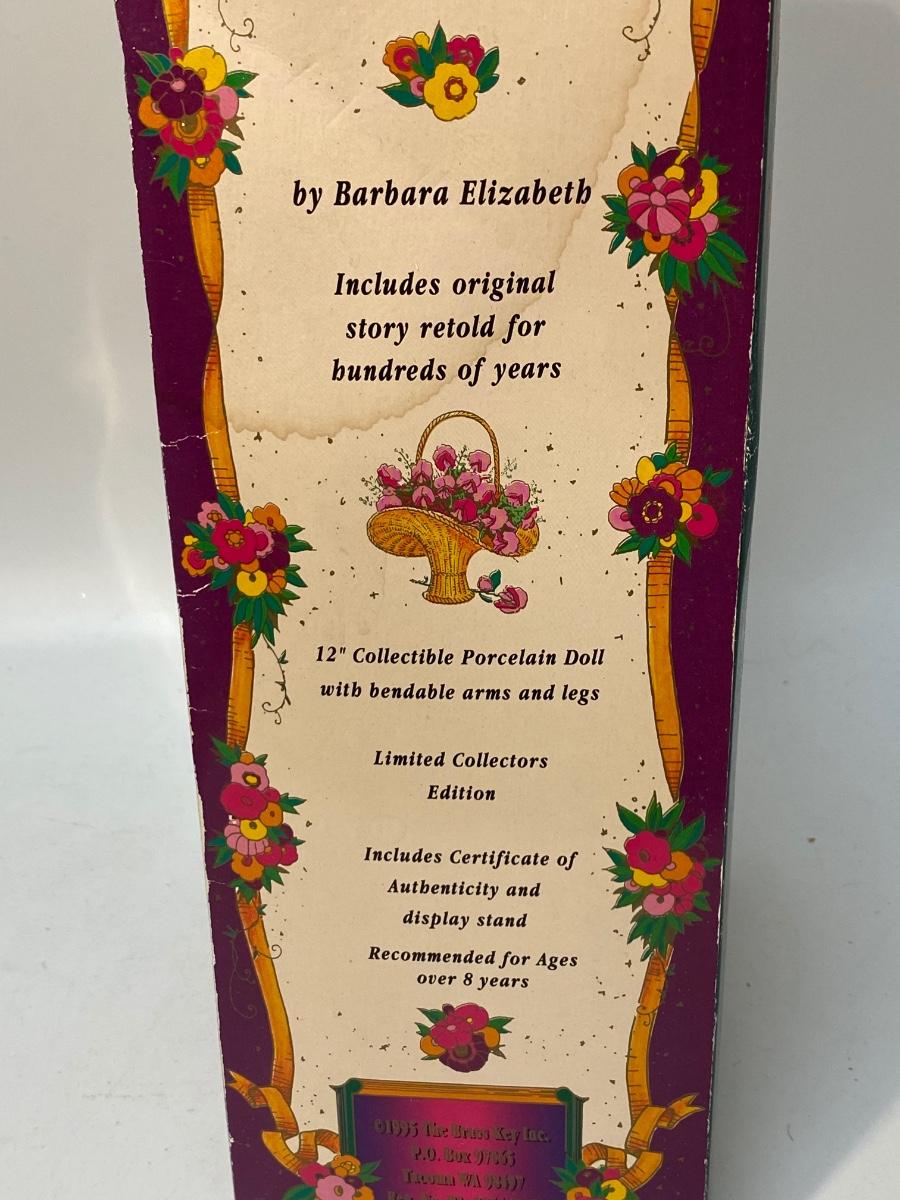 by Barbara Elizabeth
Includes original
story retold for
hundreds of years
12" Collectible Porcelain Doll
with bendable arms and legs
Limited Collectors
Edition
Includes Certificate of
Authenticity and
display stand
Recommended for Ages
over 8 years
©1995 The Brass Key Inc.
P.O. Box
Tacoma WA